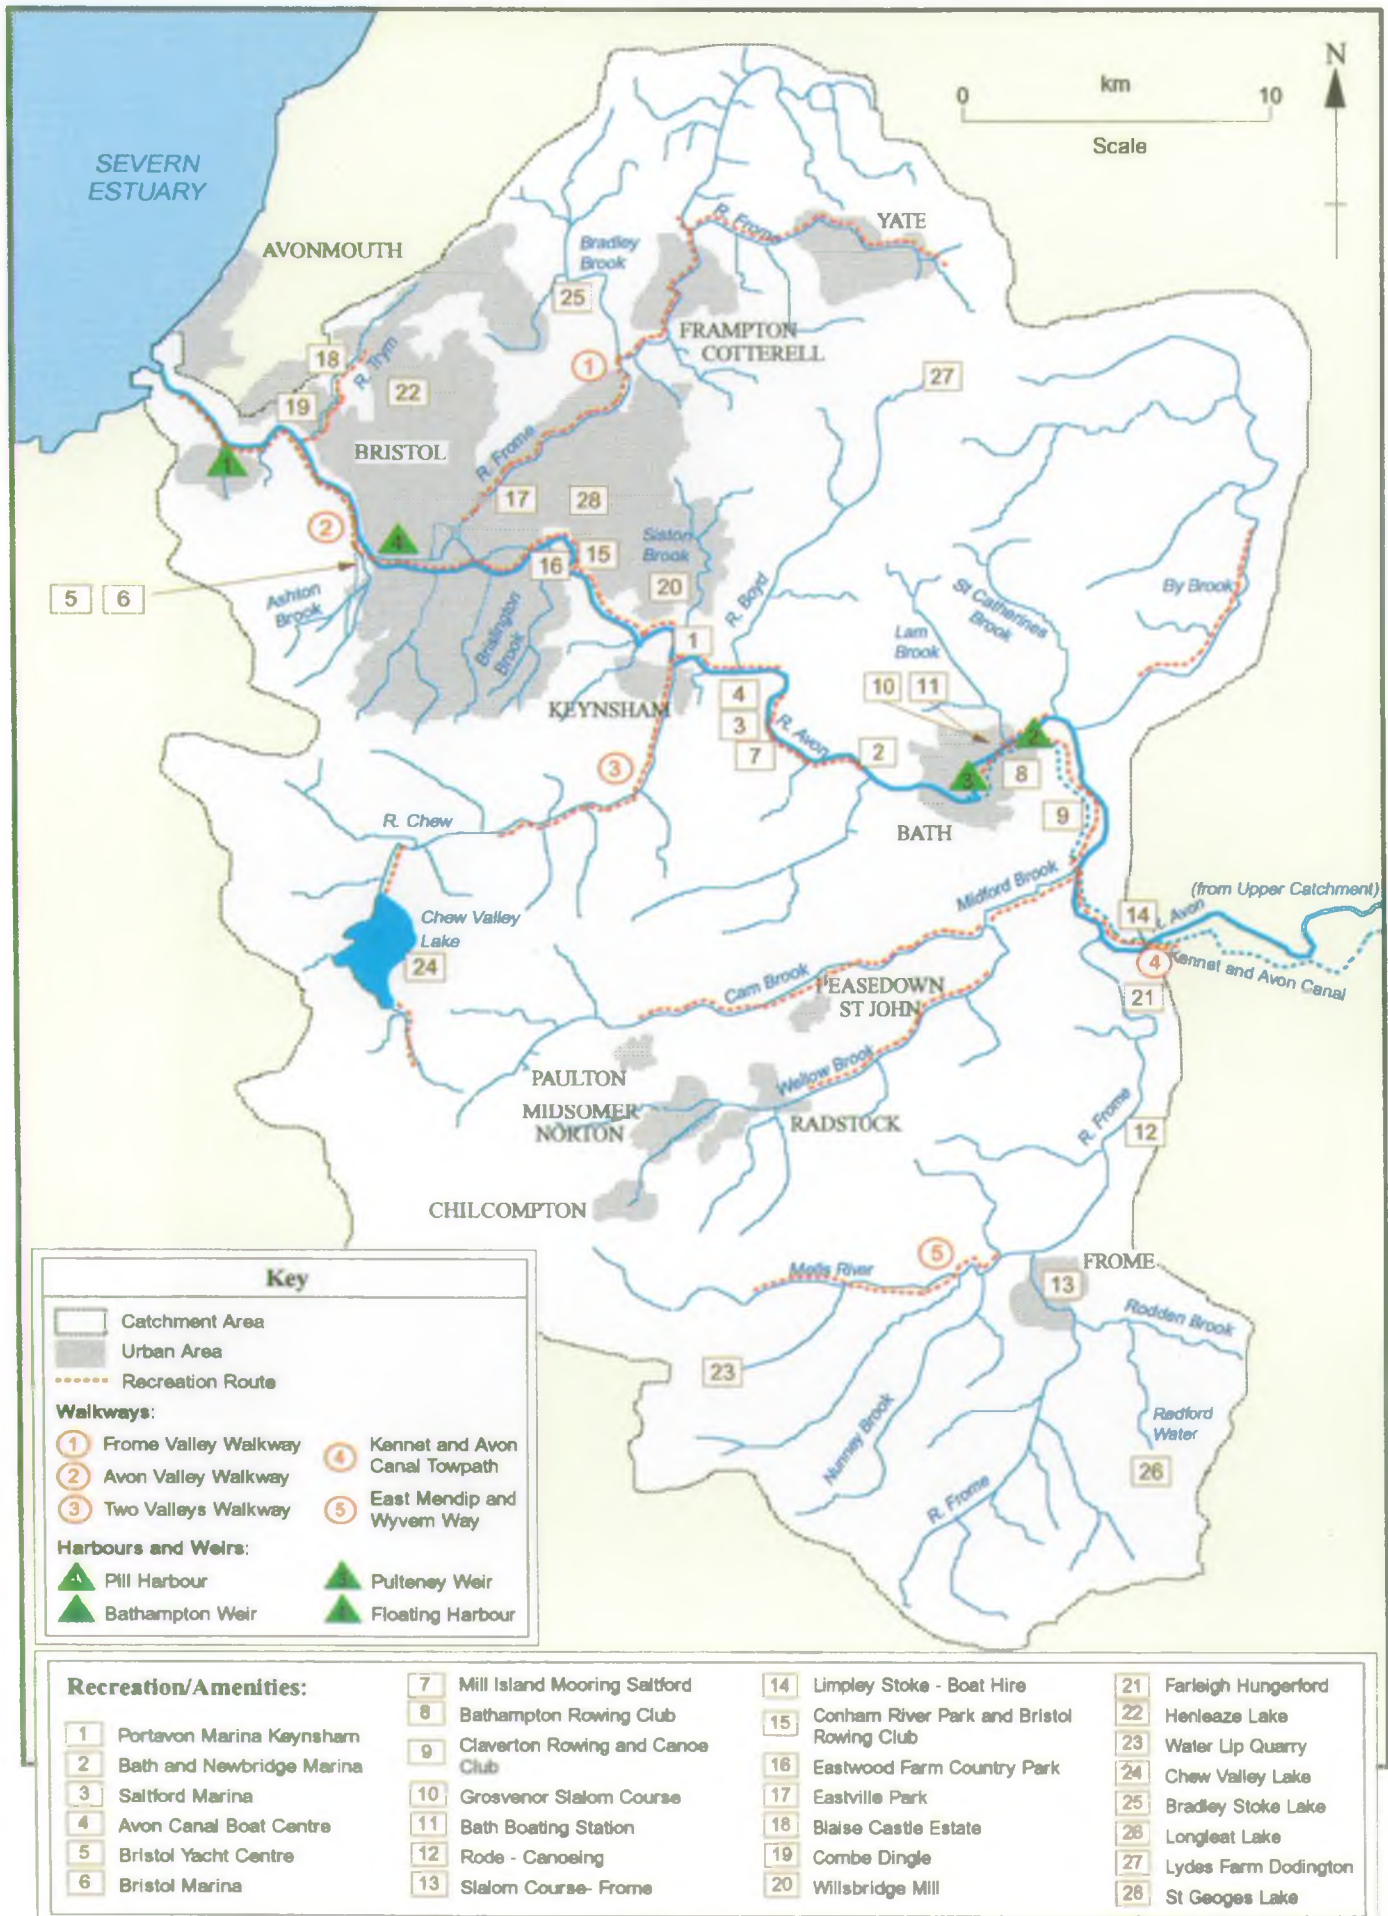 N
km
0 10
Scale
SEVERN
ESTUARY
AVONMOUTH
Bradley
Brook
R. Frome
YATE
25
FRAMPTON
COTTERELL
18
R. Trym
1
22
27
19
BRISTOL
R. Frome
1
17
28
2
4
Siston
Brook
16
15
20
5 6
Ashton
Brook
Brislington
Brook
R. Boyd
St Catherines
Brook
By Brook
Lam
Brook
1
10 11
KEYNSHAM
4
3
7
R. Avon
2
2
3
8
3
9
BATH
R. Chew
Midford Brook
(from Upper Catchment)
14
R. Avon
Chew Valley
Lake
24
4
Kennet and Avon Canal
21
Cam Brook
PEASEDOWN
ST JOHN
PAULTON
Wellow Brook
MIDSOMER
NORTON
RADSTOCK
R. Frome
12
CHILCOMPTON
5
Mells River
FROME
13
Rodden Brook
23
Nunney Brook
Radford
Water
26
R. Frome
Key
Catchment Area
Urban Area
Recreation Route
Walkways:
1 Frome Valley Walkway
2 Avon Valley Walkway
3 Two Valleys Walkway
4 Kennet and Avon
Canal Towpath
5 East Mendip and
Wyvern Way
Harbours and Weirs:
Pill Harbour
Bathampton Weir
3 Pulteney Weir
4 Floating Harbour
Recreation/Amenities:
1 Portavon Marina Keynsham
2 Bath and Newbridge Marina
3 Saltford Marina
4 Avon Canal Boat Centre
5 Bristol Yacht Centre
6 Bristol Marina
7 Mill Island Mooring Saltford
8 Bathampton Rowing Club
9 Claverton Rowing and Canoe
Club
10 Grosvenor Slalom Course
11 Bath Boating Station
12 Rode - Canoeing
13 Slalom Course- Frome
14 Limpley Stoke - Boat Hire
15 Conham River Park and Bristol
Rowing Club
16 Eastwood Farm Country Park
17 Eastville Park
18 Blaise Castle Estate
19 Combe Dingle
20 Willsbridge Mill
21 Farleigh Hungerford
22 Henleaze Lake
23 Water Lip Quarry
24 Chew Valley Lake
25 Bradley Stoke Lake
26 Longleat Lake
27 Lydes Farm Dodington
28 St Geoges Lake